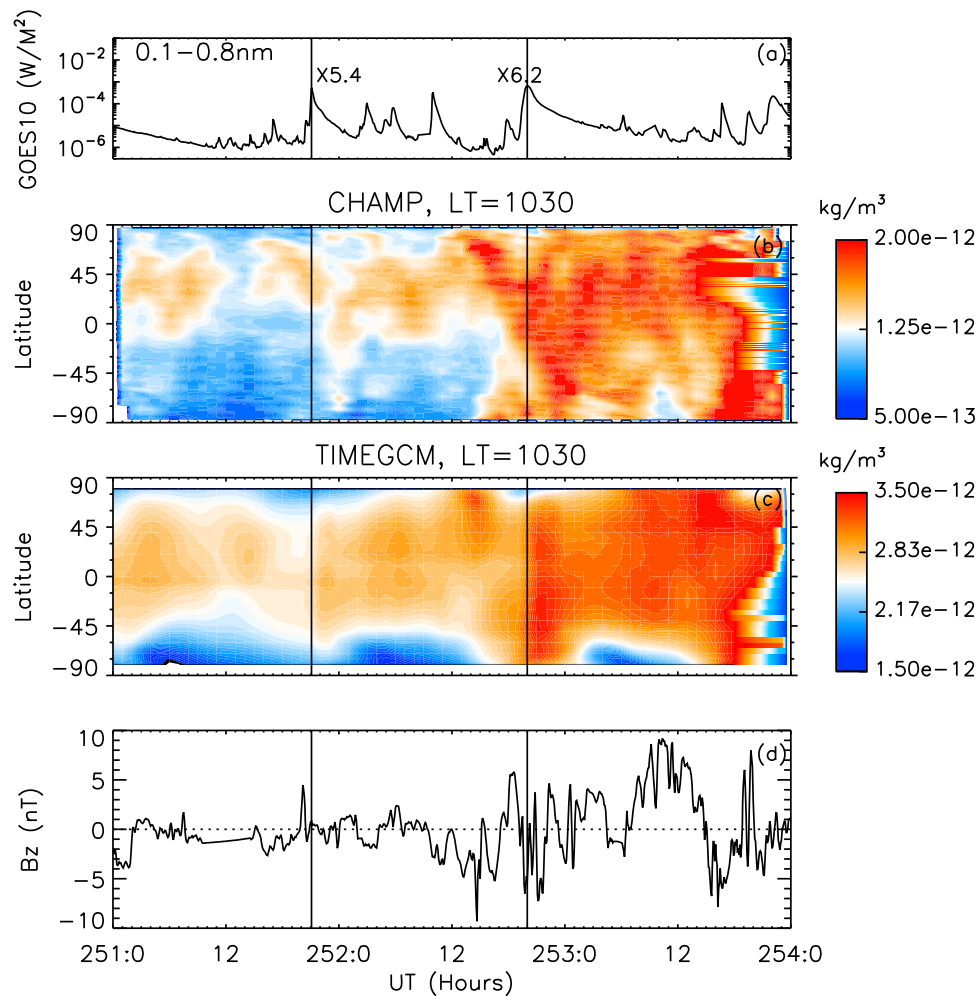 GOES10 (W/M²)
10⁻²
10⁻⁴
10⁻⁶
0.1−0.8nm
(a)
X5.4
X6.2
CHAMP, LT=1030
kg/m³
Latitude
90
45
0
−45
−90
(b)
2.00e−12
1.25e−12
5.00e−13
TIMEGCM, LT=1030
kg/m³
Latitude
90
45
0
−45
−90
(c)
3.50e−12
2.83e−12
2.17e−12
1.50e−12
Bz (nT)
10
5
0
−5
−10
(d)
251:0 12 252:0 12 253:0 12 254:0
UT (Hours)